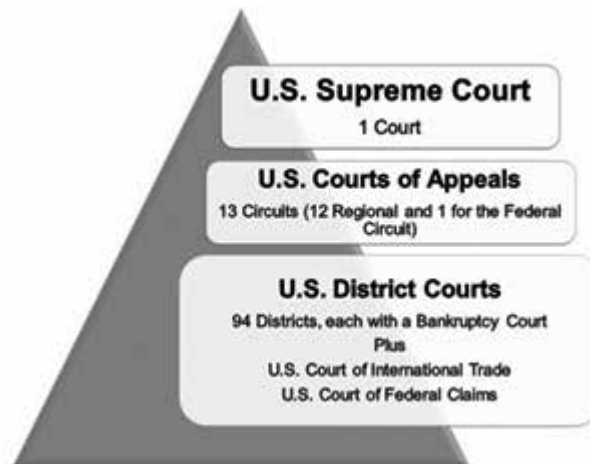 U.S. Supreme Court
1 Court
U.S. Courts of Appeals
13 Circuits (12 Regional and 1 for the Federal
Circuit)
U.S. District Courts
94 Districts, each with a Bankruptcy Court
Plus
U.S. Court of International Trade
U.S. Court of Federal Claims